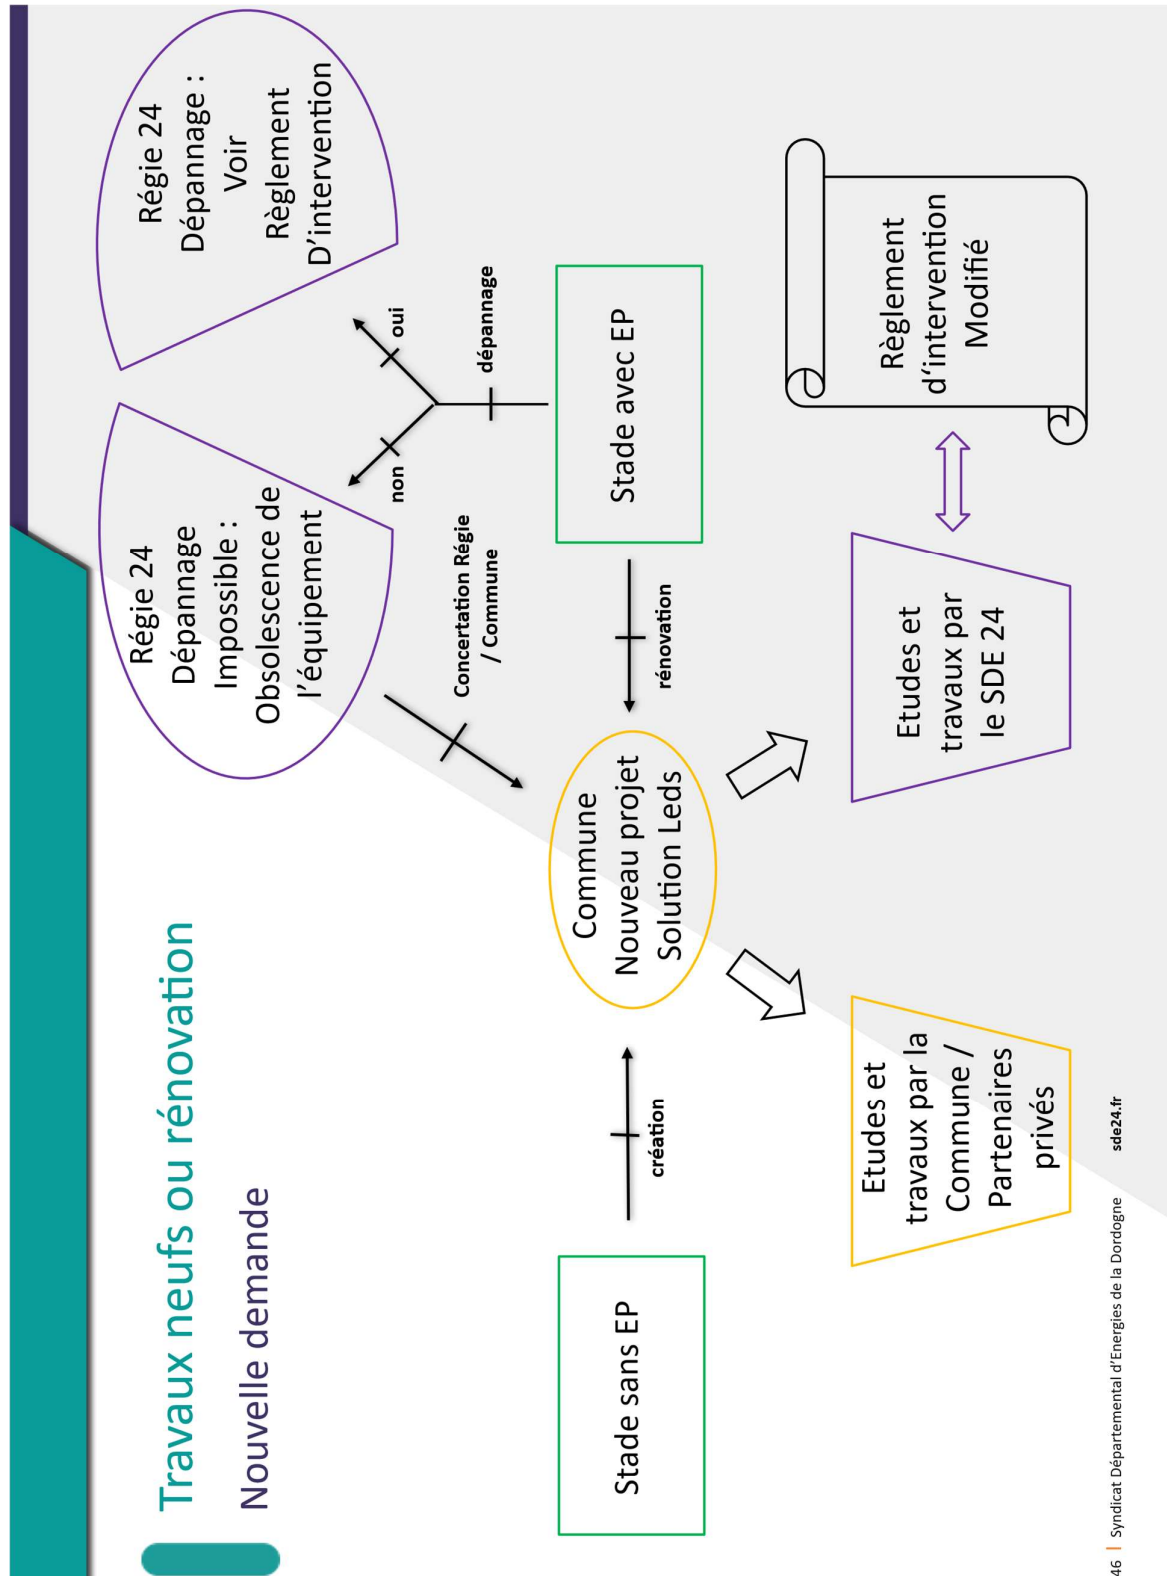 Travaux neufs ou rénovation
Nouvelle demande
Régie 24
Dépannage
Impossible :
Obsolescence de
l'équipement
Régie 24
Dépannage :
Voir
Règlement
D'intervention
non
oui
dépannage
Concertation Régie
/ Commune
Stade sans EP
création
Commune
Nouveau projet
Solution Leds
rénovation
Stade avec EP
Etudes et
travaux par la
Commune /
Partenaires
privés
Etudes et
travaux par
le SDE 24
Règlement
d'intervention
Modifié
46 | Syndicat Départemental d'Energies de la Dordogne sde24.fr